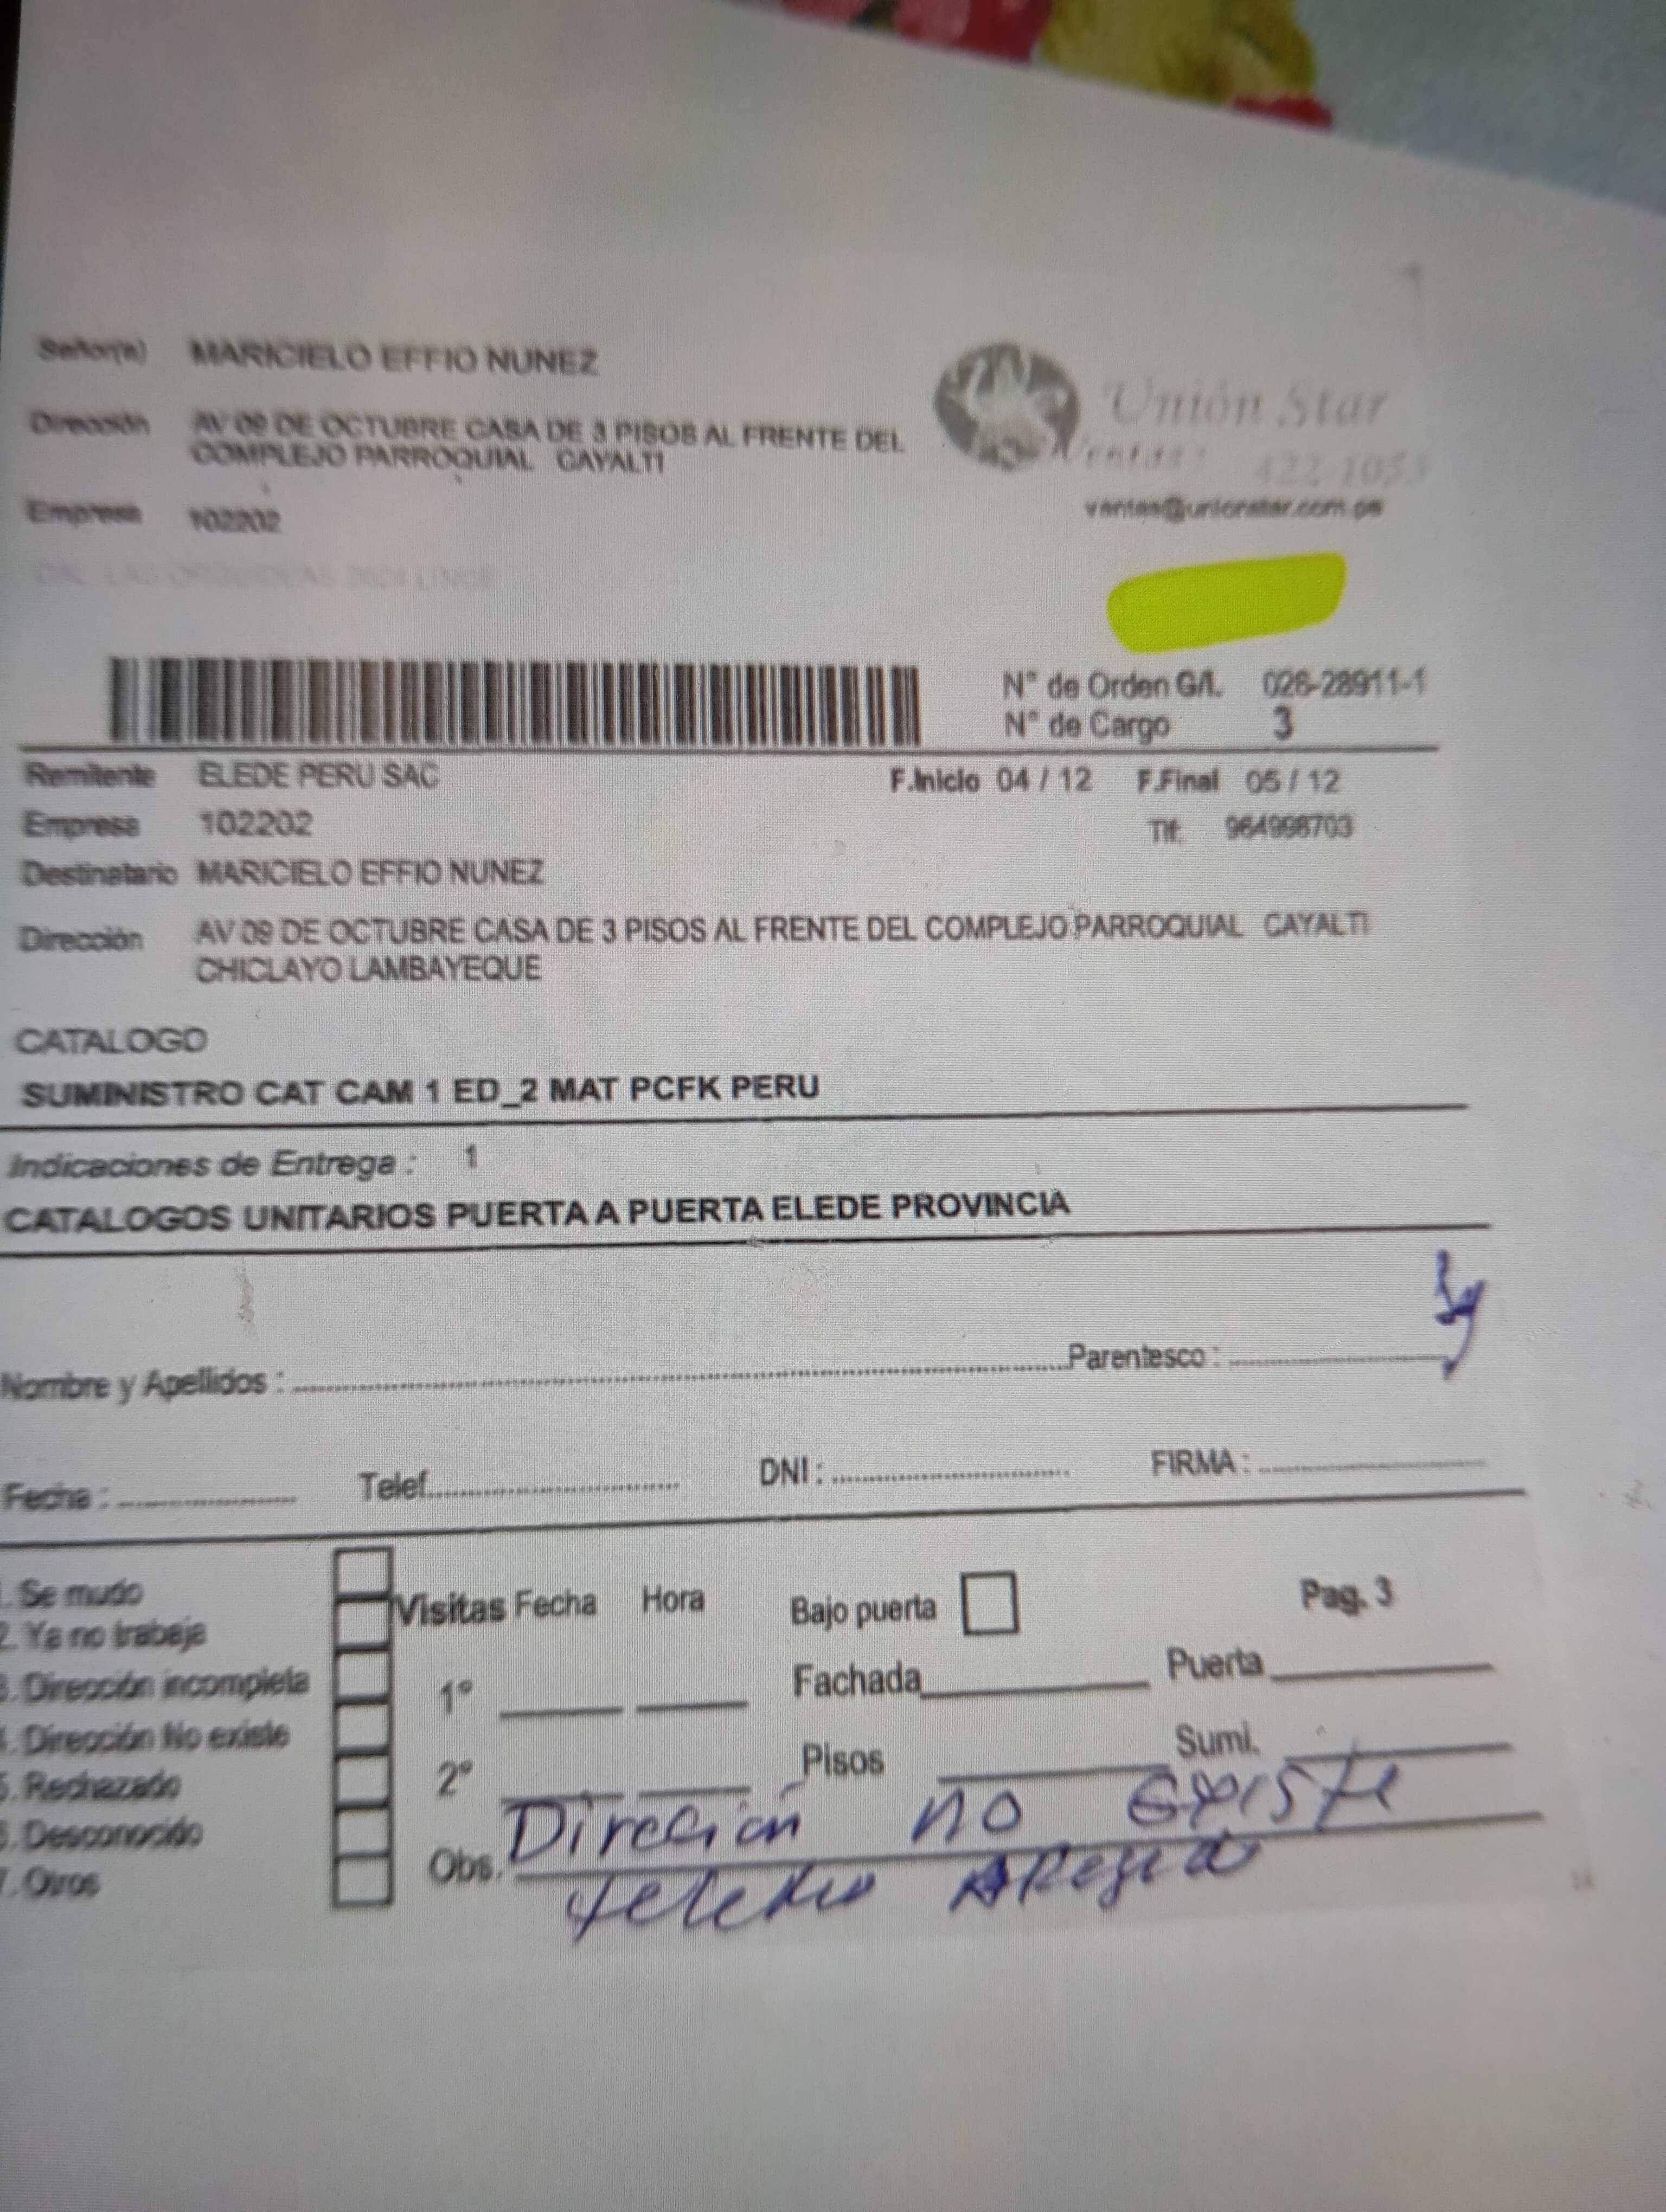 Señor(a) MARICIELO EFFIO NUNEZ
Dirección AV 09 DE OCTUBRE CASA DE 3 PISOS AL FRENTE DEL
COMPLEJO PARROQUIAL CAYALTI
Empresa 102202
Unión Star
Ventas: 422-1053
ventas@unionstar.com.pe
N° de Orden G/I. 026-28911-1
N° de Cargo 3
Remitente ELEDE PERU SAC F.Inicio 04 / 12 F.Final 05 / 12
Empresa 102202 Tlf: 964998703
Destinatario MARICIELO EFFIO NUNEZ
Dirección AV 09 DE OCTUBRE CASA DE 3 PISOS AL FRENTE DEL COMPLEJO PARROQUIAL CAYALTI
CHICLAYO LAMBAYEQUE
CATALOGO
SUMINISTRO CAT CAM 1 ED_2 MAT PCFK PERU
Indicaciones de Entrega : 1
CATALOGOS UNITARIOS PUERTA A PUERTA ELEDE PROVINCIA
Nombre y Apellidos : Parentesco :
Fecha : Telef. DNI : FIRMA :
. Se mudo
2. Ya no trabaja
. Dirección incompleta
. Dirección No existe
5. Rechazado
. Desconocido
. Otros
Visitas Fecha Hora Bajo puerta Pag. 3
1° Fachada Puerta
2° Pisos Sumi.
Obs. Direción no existe